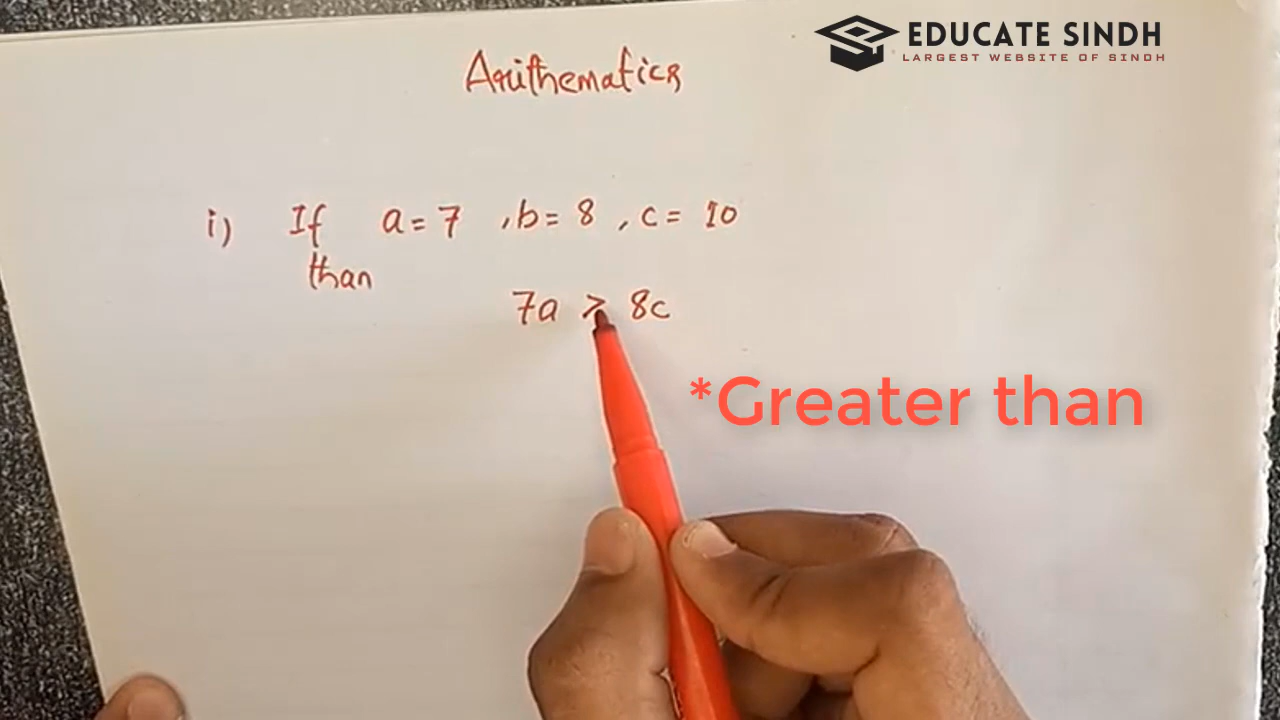 EDUCATE SINDH
LARGEST WEBSITE OF SINDH
Arithematics
i) If a = 7 , b = 8 , c = 10
than
7a > 8c
*Greater than